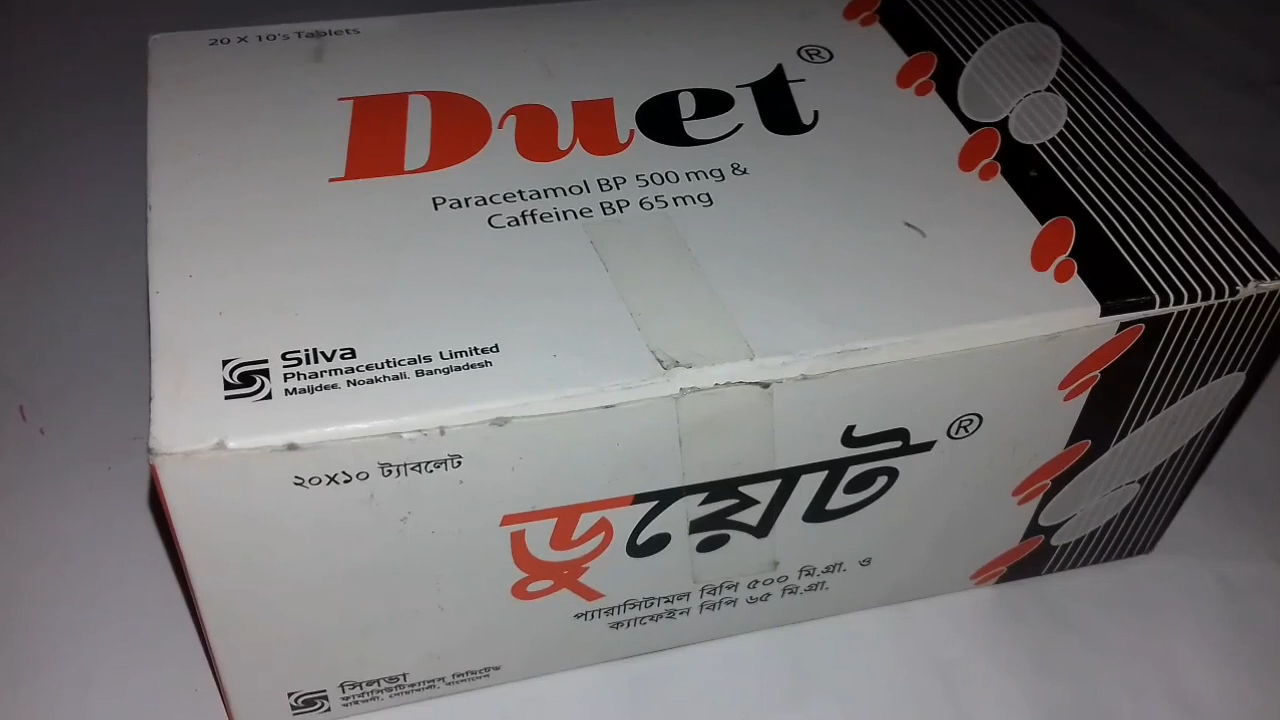 20 X 10's Tablets
Duet®
Paracetamol BP 500 mg &
Caffeine BP 65 mg
Silva
Pharmaceuticals Limited
Maijdee, Noakhali, Bangladesh
২০X১০ ট্যাবলেট
ডুয়েট®
প্যারাসিটামল বিপি ৫০০ মি.গ্রা. ও
ক্যাফেইন বিপি ৬৫ মি.গ্রা.
সিলভা
ফার্মাসিউটিক্যালস্ লিমিটেড
মাইজদী, নোয়াখালী, বাংলাদেশ